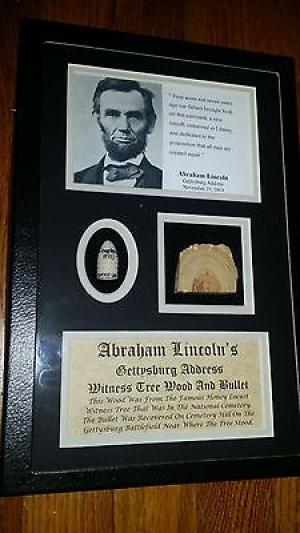 " Four score and seven years
ago our fathers brought forth
on this continent, a new
nation, conceived in Liberty,
and dedicated to the
proposition that all men are
created equal "
Abraham Lincoln
Gettysburg Address
November 19, 1863
Abraham Lincoln's
Gettysburg Address
Witness Tree Wood And Bullet
This Wood Was From The Famous Honey Locust
Witness Tree That Was In The National Cemetery.
The Bullet Was Recovered On Cemetery Hill On The
Gettysburg Battlefield Near Where The Tree Stood.